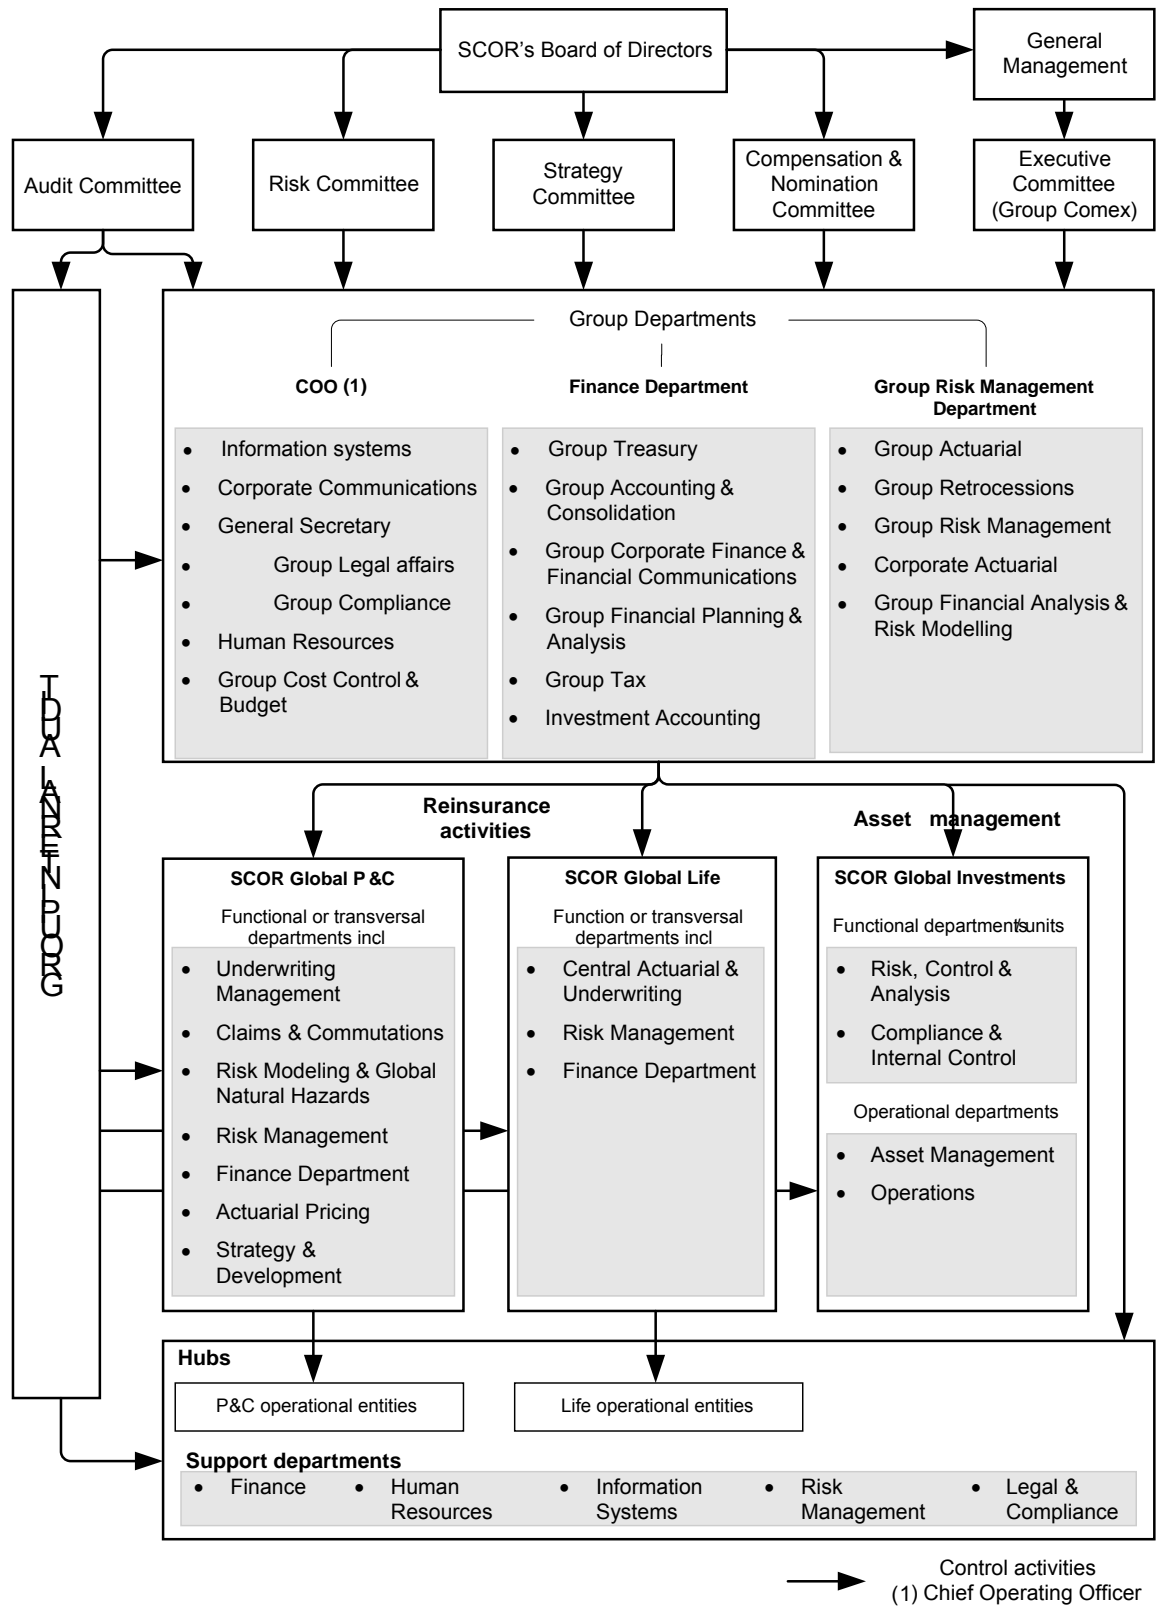 SCOR's Board of Directors
General
Management
Audit Committee
Risk Committee
Strategy
Committee
Compensation &
Nomination
Committee
Executive
Committee
(Group Comex)
GROUP INTERNAL AUDIT
Group Departments
COO (1)
• Information systems
• Corporate Communications
• General Secretary
• Group Legal affairs
• Group Compliance
• Human Resources
• Group Cost Control &
Budget
Finance Department
• Group Treasury
• Group Accounting &
Consolidation
• Group Corporate Finance &
Financial Communications
• Group Financial Planning &
Analysis
• Group Tax
• Investment Accounting
Group Risk Management
Department
• Group Actuarial
• Group Retrocessions
• Group Risk Management
• Corporate Actuarial
• Group Financial Analysis &
Risk Modelling
Reinsurance
activities
Asset management
SCOR Global P &C
Functional or transversal
departments incl
• Underwriting
Management
• Claims & Commutations
• Risk Modeling & Global
Natural Hazards
• Risk Management
• Finance Department
• Actuarial Pricing
• Strategy &
Development
SCOR Global Life
Function or transversal
departments incl
• Central Actuarial &
Underwriting
• Risk Management
• Finance Department
SCOR Global Investments
Functional departments/units
• Risk, Control &
Analysis
• Compliance &
Internal Control
Operational departments
• Asset Management
• Operations
Hubs
P&C operational entities
Life operational entities
Support departments
• Finance
• Human
Resources
• Information
Systems
• Risk
Management
• Legal &
Compliance
Control activities
(1) Chief Operating Officer